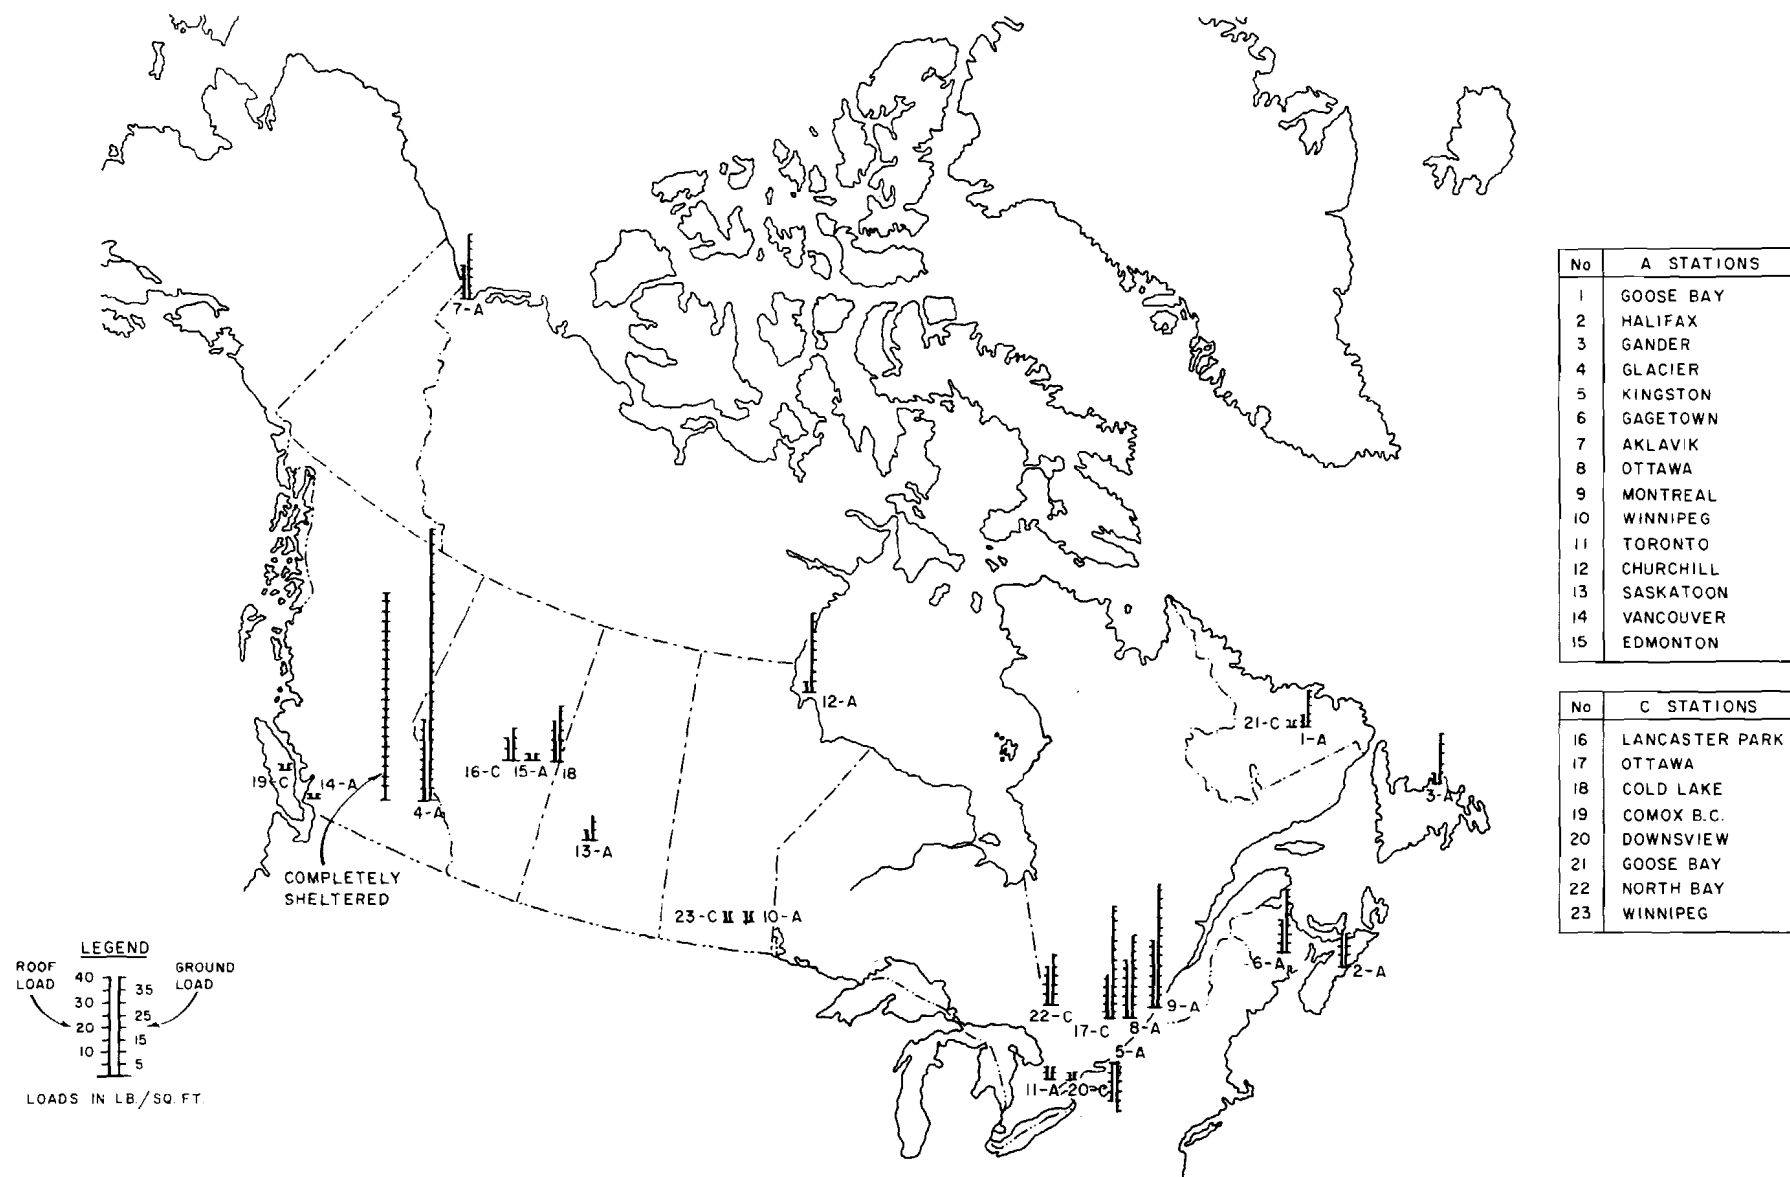 7-A
12-A
21-C
1-A
16-C 15-A 18
19-C 14-A
3-A
4-A
13-A
COMPLETELY
SHELTERED
23-C 10-A
6-A
2-A
22-C
17-C 8-A 9-A
5-A
11-A 20-C
LEGEND
ROOF
LOAD
GROUND
LOAD
40
35
30
25
20
15
10
5
LOADS IN LB./SQ. FT.
No A STATIONS
1 GOOSE BAY
2 HALIFAX
3 GANDER
4 GLACIER
5 KINGSTON
6 GAGETOWN
7 AKLAVIK
8 OTTAWA
9 MONTREAL
10 WINNIPEG
11 TORONTO
12 CHURCHILL
13 SASKATOON
14 VANCOUVER
15 EDMONTON
No C STATIONS
16 LANCASTER PARK
17 OTTAWA
18 COLD LAKE
19 COMOX B.C.
20 DOWNSVIEW
21 GOOSE BAY
22 NORTH BAY
23 WINNIPEG